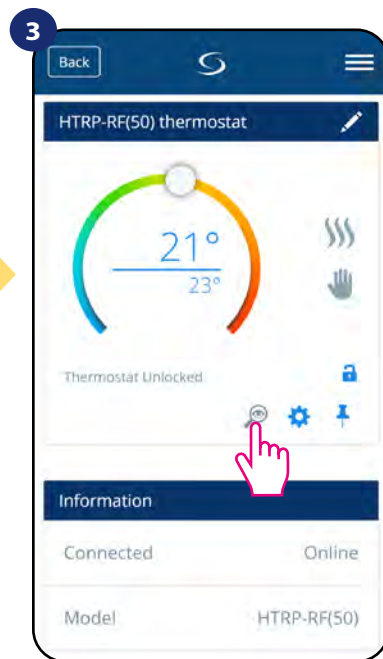 3
Back
HTRP-RF(50) thermostat
21°
23°
Thermostat Unlocked
Information
Connected Online
Model HTRP-RF(50)